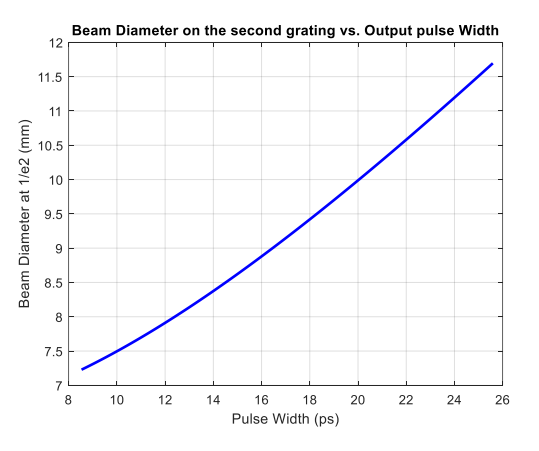 Beam Diameter on the second grating vs. Output pulse Width
12
11.5
11
10.5
10
9.5
9
8.5
8
7.5
7
Beam Diameter at 1/e2 (mm)
8 10 12 14 16 18 20 22 24 26
Pulse Width (ps)